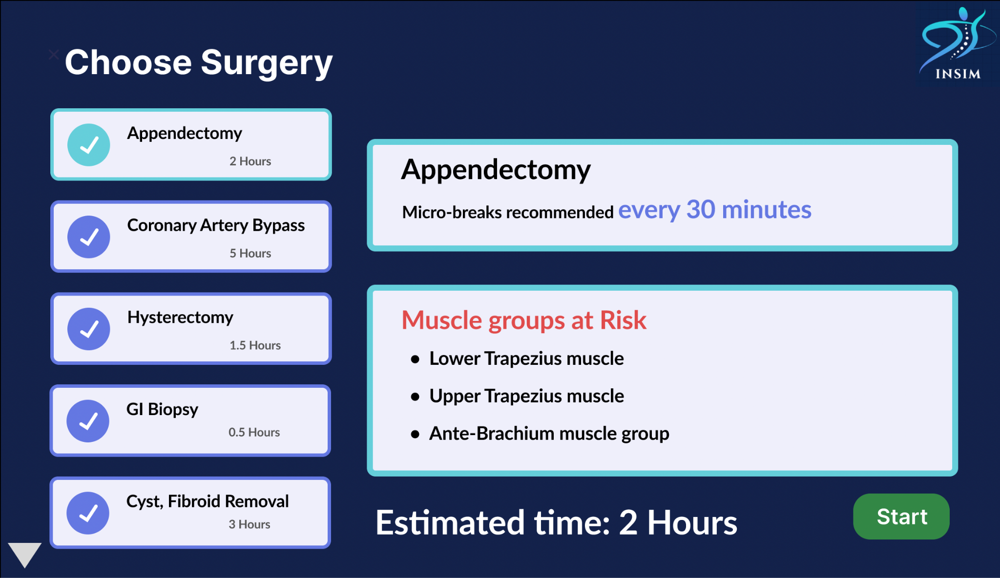 Choose Surgery
INSIM
Appendectomy
2 Hours
Coronary Artery Bypass
5 Hours
Hysterectomy
1.5 Hours
GI Biopsy
0.5 Hours
Cyst, Fibroid Removal
3 Hours
Appendectomy
Micro-breaks recommended every 30 minutes
Muscle groups at Risk
● Lower Trapezius muscle
● Upper Trapezius muscle
● Ante-Brachium muscle group
Estimated time: 2 Hours
Start